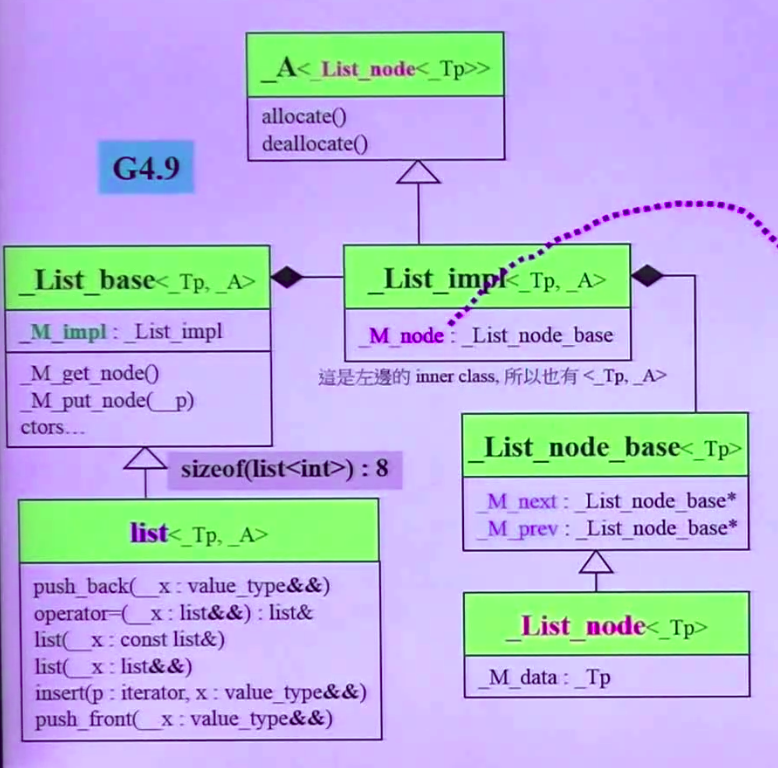 _A<_List_node<_Tp>>
allocate()
deallocate()
G4.9
_List_base<_Tp, _A>
_M_impl : _List_impl
_M_get_node()
_M_put_node(__p)
ctors...
_List_impl<_Tp, _A>
_M_node : _List_node_base
這是左邊的 inner class, 所以也有 <_Tp, _A>
sizeof(list<int>) : 8
_List_node_base<_Tp>
_M_next : _List_node_base*
_M_prev : _List_node_base*
list<_Tp, _A>
push_back(__x : value_type&&)
operator=(__x : list&&) : list&
list(__x : const list&)
list(__x : list&&)
insert(p : iterator, x : value_type&&)
push_front(__x : value_type&&)
_List_node<_Tp>
_M_data : _Tp